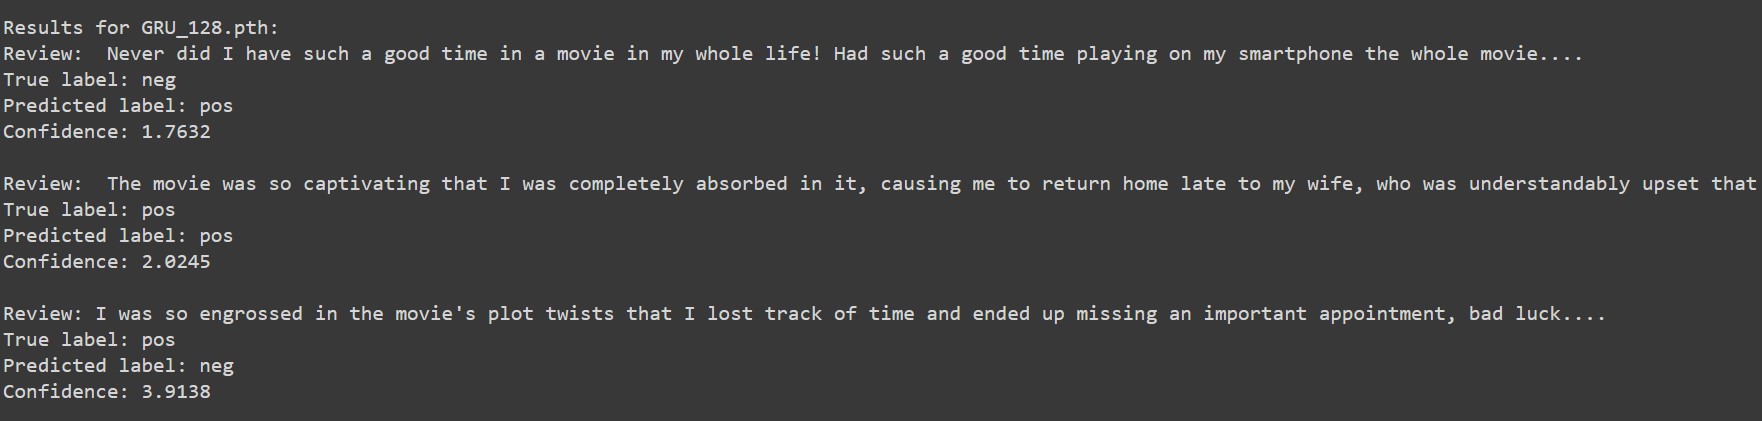 Results for GRU_128.pth:
Review:  Never did I have such a good time in a movie in my whole life! Had such a good time playing on my smartphone the whole movie....
True label: neg
Predicted label: pos
Confidence: 1.7632
Review:  The movie was so captivating that I was completely absorbed in it, causing me to return home late to my wife, who was understandably upset that
True label: pos
Predicted label: pos
Confidence: 2.0245
Review: I was so engrossed in the movie's plot twists that I lost track of time and ended up missing an important appointment, bad luck....
True label: pos
Predicted label: neg
Confidence: 3.9138